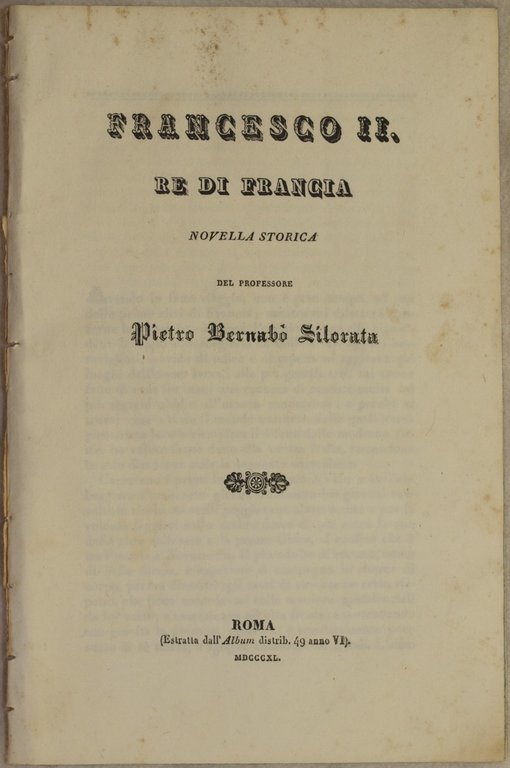 FRANCESCO II.
RE DI FRANCIA
NOVELLA STORICA
DEL PROFESSORE
Pietro Bernabò Silorata
ROMA
(Estratta dall'Album distrib. 49 anno VI).
MDCCCXL.